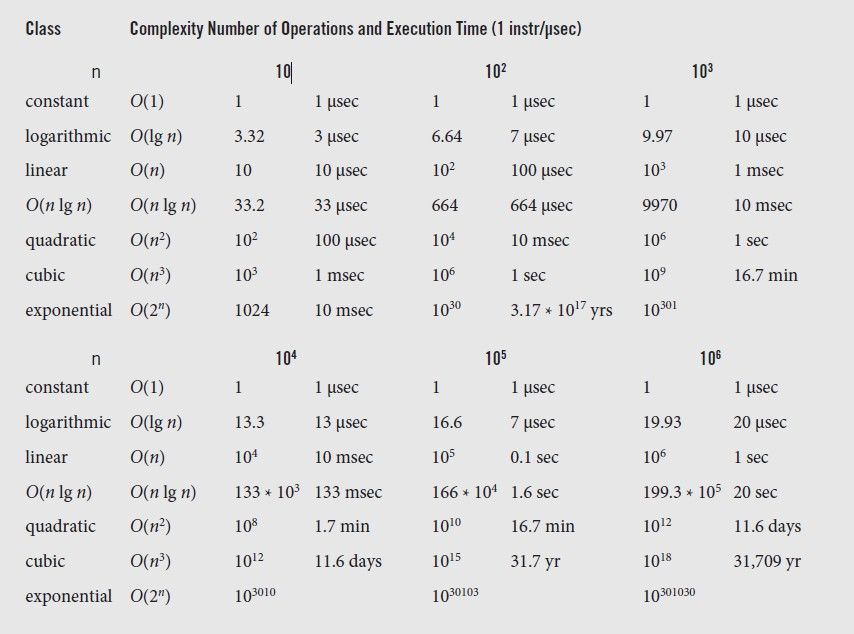 Class Complexity Number of Operations and Execution Time (1 instr/μsec)
n 10 10² 10³
constant O(1) 1 1 μsec 1 1 μsec 1 1 μsec
logarithmic O(lg n) 3.32 3 μsec 6.64 7 μsec 9.97 10 μsec
linear O(n) 10 10 μsec 10² 100 μsec 10³ 1 msec
O(n lg n) O(n lg n) 33.2 33 μsec 664 664 μsec 9970 10 msec
quadratic O(n²) 10² 100 μsec 10⁴ 10 msec 10⁶ 1 sec
cubic O(n³) 10³ 1 msec 10⁶ 1 sec 10⁹ 16.7 min
exponential O(2ⁿ) 1024 10 msec 10³⁰ 3.17 * 10¹⁷ yrs 10³⁰¹
n 10⁴ 10⁵ 10⁶
constant O(1) 1 1 μsec 1 1 μsec 1 1 μsec
logarithmic O(lg n) 13.3 13 μsec 16.6 7 μsec 19.93 20 μsec
linear O(n) 10⁴ 10 msec 10⁵ 0.1 sec 10⁶ 1 sec
O(n lg n) O(n lg n) 133 * 10³ 133 msec 166 * 10⁴ 1.6 sec 199.3 * 10⁵ 20 sec
quadratic O(n²) 10⁸ 1.7 min 10¹⁰ 16.7 min 10¹² 11.6 days
cubic O(n³) 10¹² 11.6 days 10¹⁵ 31.7 yr 10¹⁸ 31,709 yr
exponential O(2ⁿ) 10³⁰¹⁰ 10³⁰¹⁰³ 10³⁰¹⁰³⁰